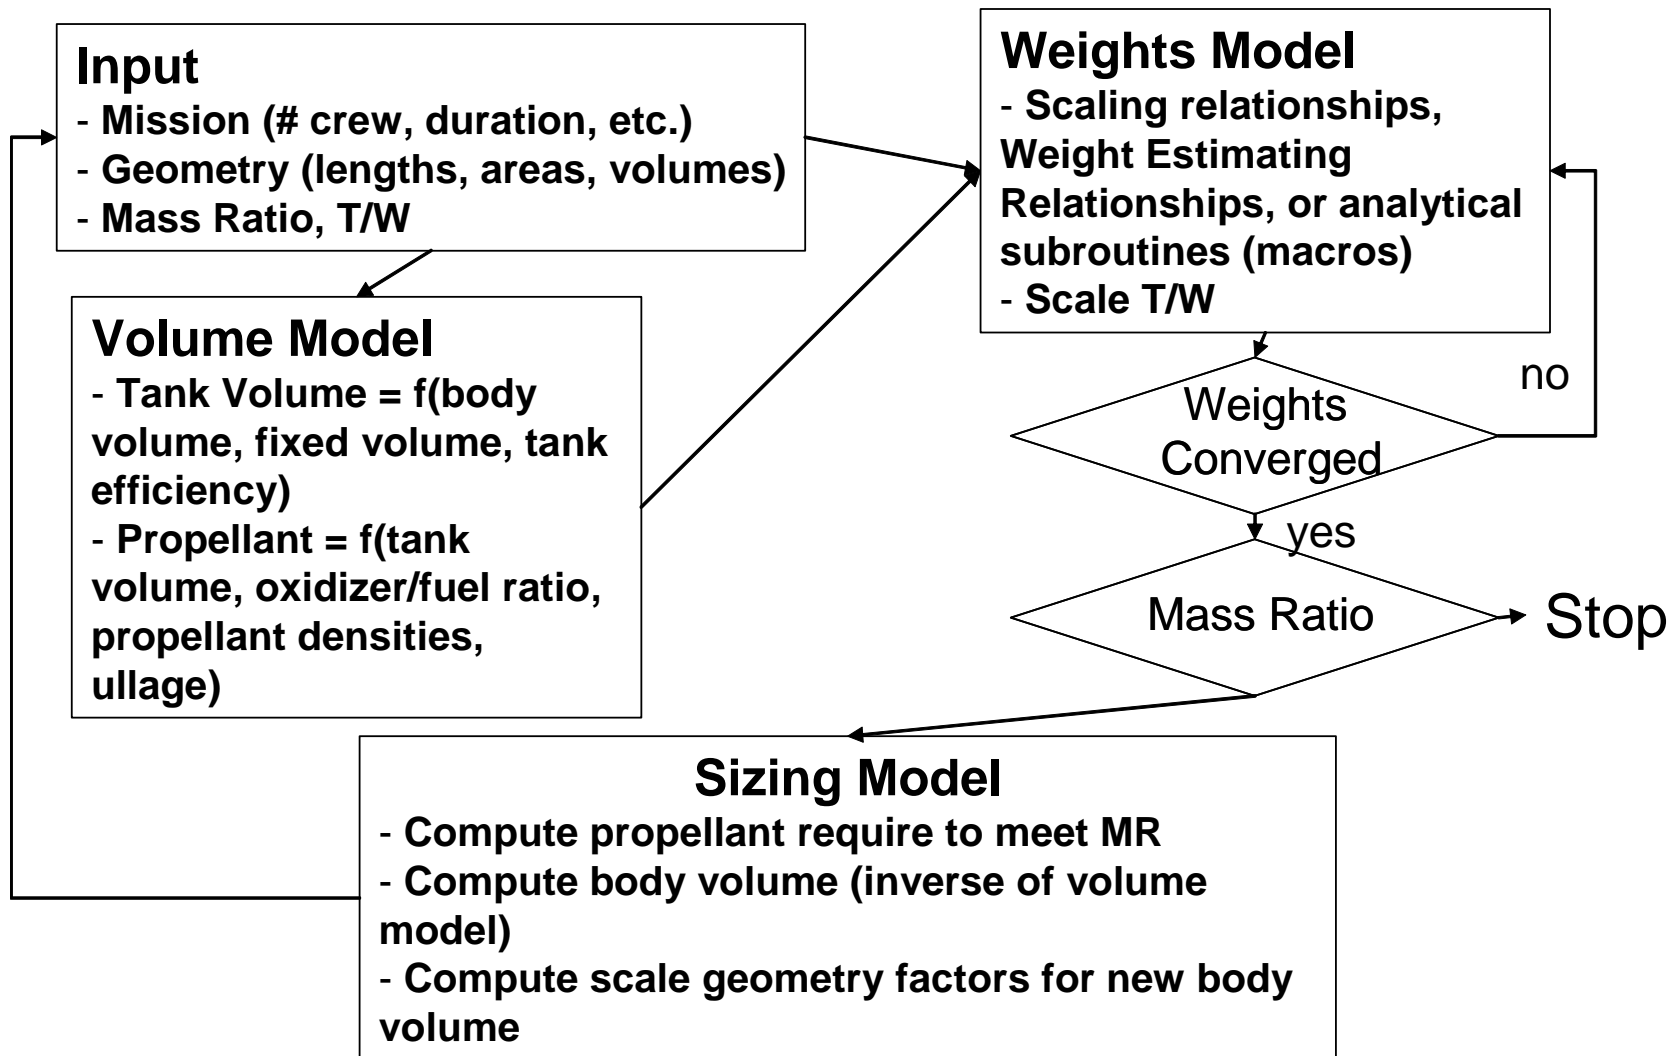 Input
- Mission (# crew, duration, etc.)
- Geometry (lengths, areas, volumes)
- Mass Ratio, T/W
Weights Model
- Scaling relationships,
Weight Estimating
Relationships, or analytical
subroutines (macros)
- Scale T/W
Volume Model
- Tank Volume = f(body
volume, fixed volume, tank
efficiency)
- Propellant = f(tank
volume, oxidizer/fuel ratio,
propellant densities,
ullage)
Weights
Converged
no
yes
Mass Ratio
Stop
Sizing Model
- Compute propellant require to meet MR
- Compute body volume (inverse of volume
model)
- Compute scale geometry factors for new body
volume